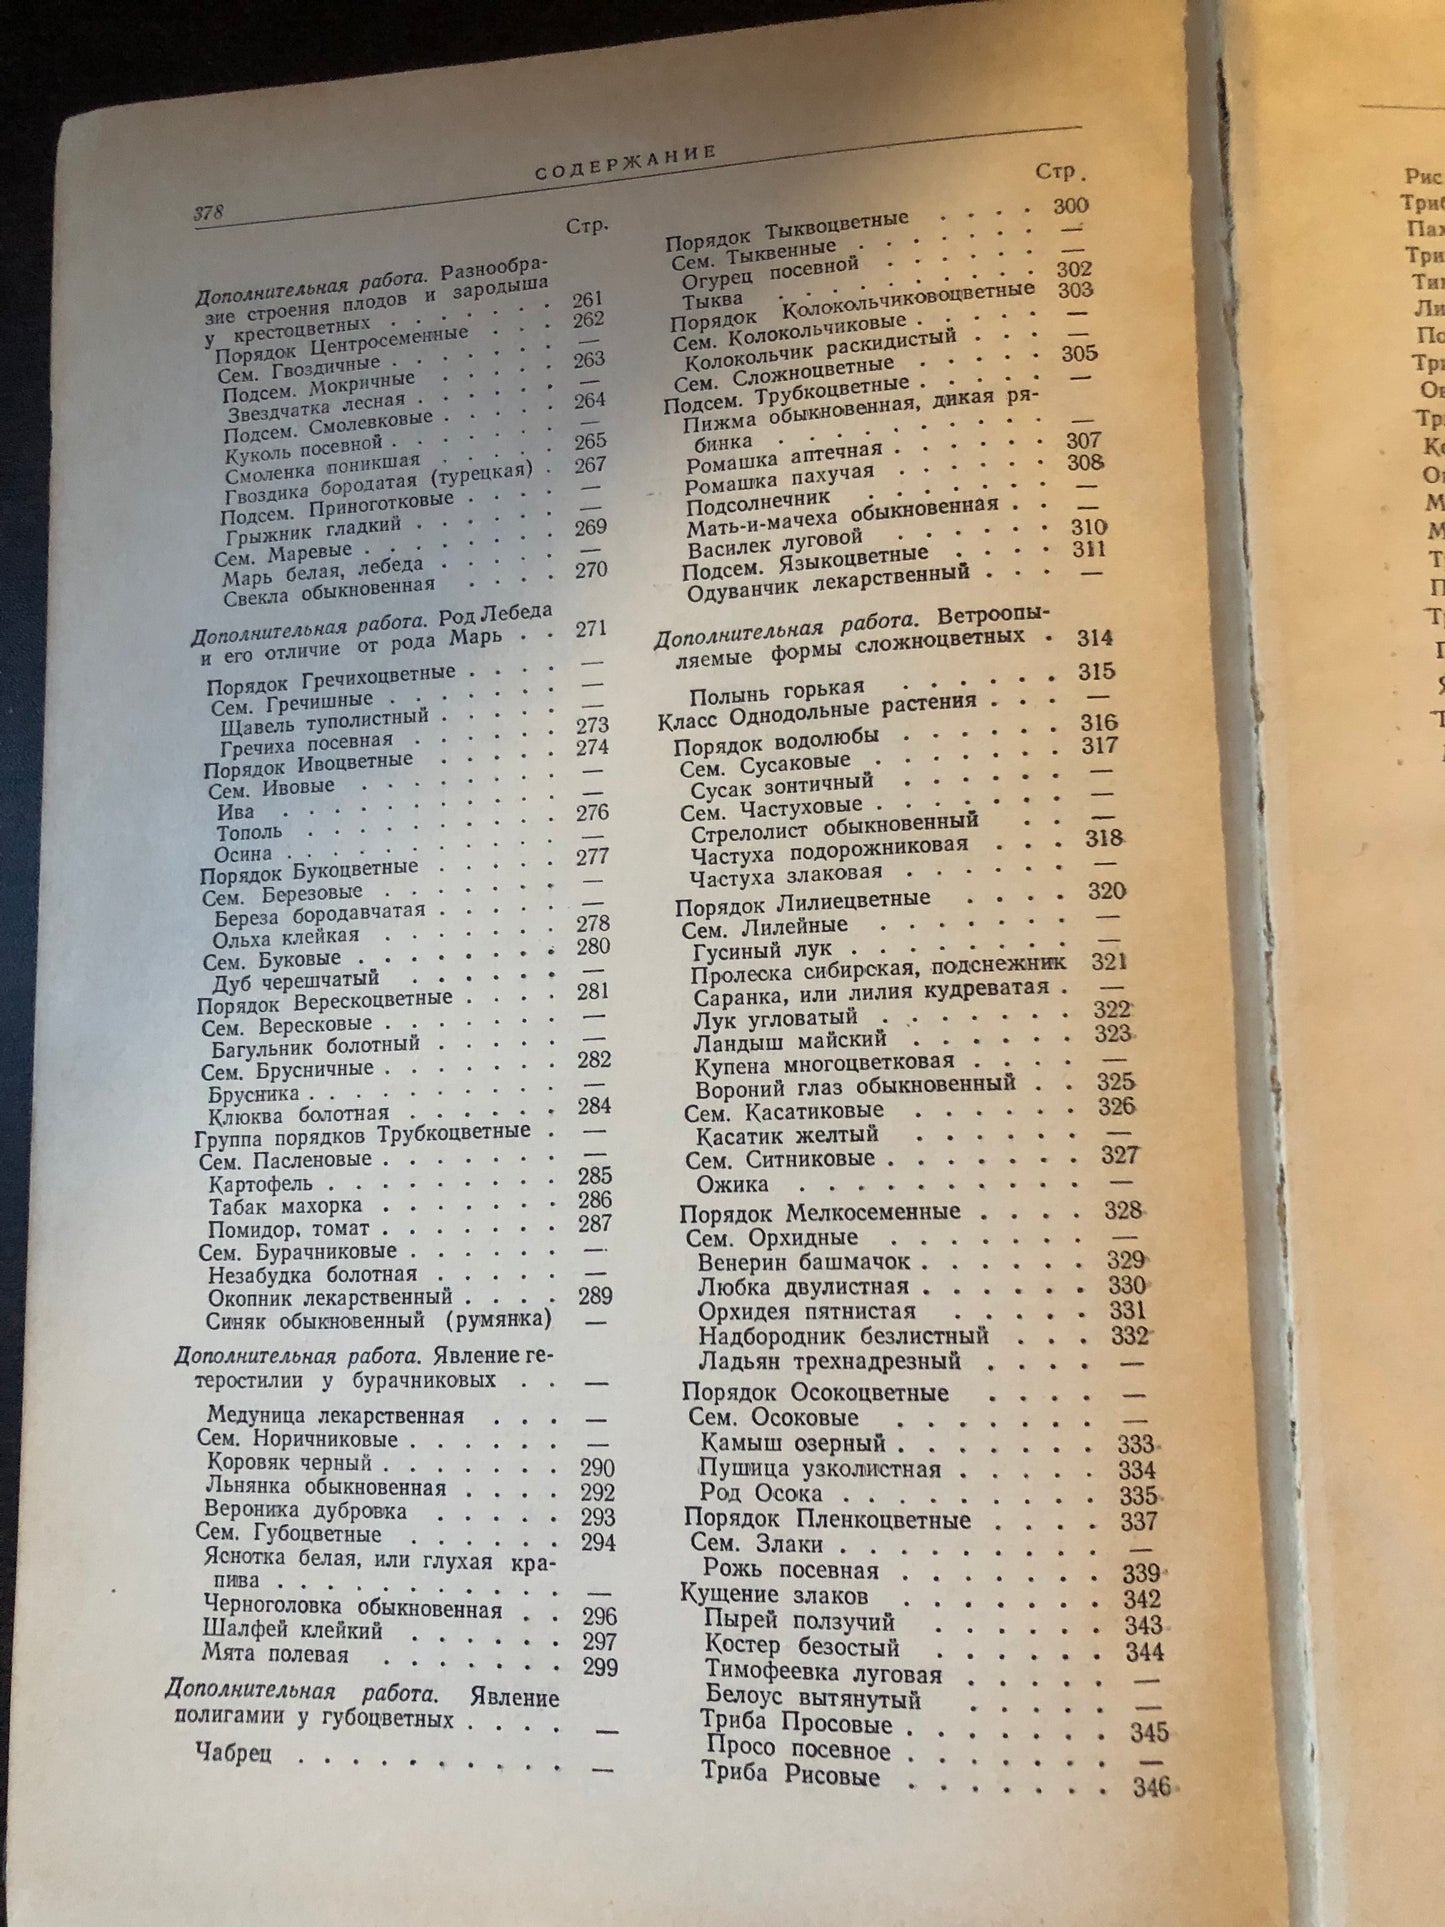 378
СОДЕРЖАНИЕ
Стр.
Дополнительная работа. Разнообра-
зие строения плодов и зародыша
у крестоцветных . . . . . . . 261
Порядок Центросеменные . . . 262
Сем. Гвоздичные . . . . . . —
Подсем. Мокричные . . . . 263
Звездчатка лесная . . . . . —
Подсем. Смолевковые . . . . 264
Куколь посевной . . . . . . —
Смоленка поникшая . . . . . 265
Гвоздика бородатая (турецкая) . 267
Подсем. Приноготковые . . . . —
Грыжник гладкий . . . . . . —
Сем. Маревые . . . . . . . 269
Марь белая, лебеда . . . . . —
Свекла обыкновенная . . . . 270
Дополнительная работа. Род Лебеда
и его отличие от рода Марь . . 271
Порядок Гречихоцветные . . . . —
Сем. Гречишные . . . . . . —
Щавель туполистный . . . . . —
Гречиха посевная . . . . . . 273
Порядок Ивоцветные . . . . . 274
Сем. Ивовые . . . . . . . —
Ива . . . . . . . . . . —
Тополь . . . . . . . . . 276
Осина . . . . . . . . . . —
Порядок Букоцветные . . . . . 277
Сем. Березовые . . . . . . —
Береза бородавчатая . . . . . —
Ольха клейкая . . . . . . . 278
Сем. Буковые . . . . . . . . 280
Дуб черешчатый . . . . . . —
Порядок Верескоцветные . . . . 281
Сем. Вересковые . . . . . . . —
Багульник болотный . . . . . —
Сем. Брусничные . . . . . . . 282
Брусника . . . . . . . . . —
Клюква болотная . . . . . . 284
Группа порядков Трубкоцветные . —
Сем. Пасленовые . . . . . . . —
Картофель . . . . . . . . . 285
Табак махорка . . . . . . . 286
Помидор, томат . . . . . . . 287
Сем. Бурачниковые . . . . . . —
Незабудка болотная . . . . . —
Окопник лекарственный . . . . 289
Синяк обыкновенный (румянка) —
Дополнительная работа. Явление ге-
теростилии у бурачниковых . . —
Медуница лекарственная . . . —
Сем. Норичниковые . . . . . . —
Коровяк черный . . . . . . . 290
Льнянка обыкновенная . . . . 292
Вероника дубровка . . . . . 293
Сем. Губоцветные . . . . . . 294
Яснотка белая, или глухая кра-
пива . . . . . . . . . . . —
Черноголовка обыкновенная . . 296
Шалфей клейкий . . . . . . 297
Мята полевая . . . . . . . 299
Дополнительная работа. Явление
полигамии у губоцветных . . . . —
Чабрец . . . . . . . . . . —
Стр.
Порядок Тыквоцветные . . . . 300
Сем. Тыквенные . . . . . . —
Огурец посевной . . . . . . —
Тыква . . . . . . . . . 302
Порядок Колокольчиковоцветные 303
Сем. Колокольчиковые . . . . . —
Колокольчик раскидистый . . . —
Сем. Сложноцветные . . . . . 305
Подсем. Трубкоцветные . . . . . —
Пижма обыкновенная, дикая ря-
бинка . . . . . . . . . —
Ромашка аптечная . . . . . . 307
Ромашка пахучая . . . . . . 308
Подсолнечник . . . . . . . —
Мать-и-мачеха обыкновенная . . —
Василек луговой . . . . . . 310
Подсем. Языкоцветные . . . . 311
Одуванчик лекарственный . . . —
Дополнительная работа. Ветроопы-
ляемые формы сложноцветных . 314
Полынь горькая . . . . . . 315
Класс Однодольные растения . . . —
Порядок водолюбы . . . . . . 316
Сем. Сусаковые . . . . . . . 317
Сусак зонтичный . . . . . . —
Сем. Частуховые . . . . . . . —
Стрелолист обыкновенный . . —
Частуха подорожниковая . . . 318
Частуха злаковая . . . . . . —
Порядок Лилиецветные . . . . 320
Сем. Лилейные . . . . . . . —
Гусиный лук . . . . . . . . —
Пролеска сибирская, подснежник 321
Саранка, или лилия кудреватая . —
Лук угловатый . . . . . . . 322
Ландыш майский . . . . . . 323
Купена многоцветковая . . . . —
Вороний глаз обыкновенный . . 325
Сем. Касатиковые . . . . . . 326
Касатик желтый . . . . . . —
Сем. Ситниковые . . . . . . . 327
Ожика . . . . . . . . . . —
Порядок Мелкосеменные . . . . 328
Сем. Орхидные . . . . . . . —
Венерин башмачок . . . . . . 329
Любка двулистная . . . . . . 330
Орхидея пятнистая . . . . . 331
Надбородник безлистный . . . 332
Ладьян трехнадрезный . . . . —
Порядок Осокоцветные . . . . —
Сем. Осоковые . . . . . . . —
Камыш озерный . . . . . . . 333
Пушица узколистная . . . . . 334
Род Осока . . . . . . . . . 335
Порядок Пленкоцветные . . . . 337
Сем. Злаки . . . . . . . . . —
Рожь посевная . . . . . . . 339
Кущение злаков . . . . . . . 342
Пырей ползучий . . . . . . 343
Костер безостый . . . . . . 344
Тимофеевка луговая . . . . . —
Белоус вытянутый . . . . . —
Триба Просовые . . . . . . . 345
Просо посевное . . . . . . . —
Триба Рисовые . . . . . . . 346
Рис